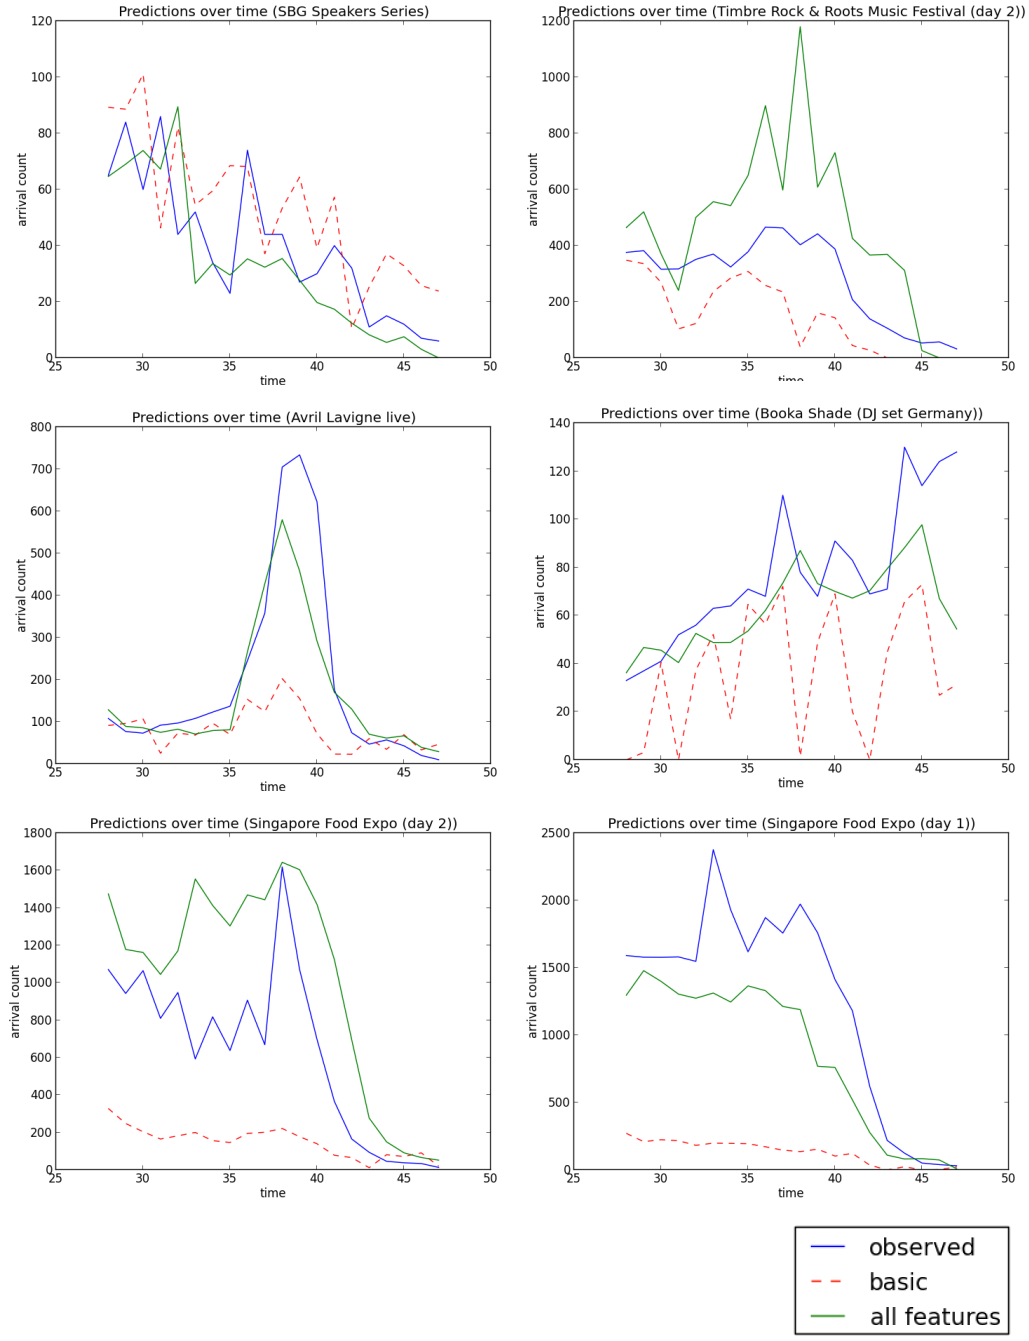 Predictions over time (SBG Speakers Series)
120
100
80
60
40
20
0
arrival count
25 30 35 40 45 50
time
Predictions over time (Timbre Rock & Roots Music Festival (day 2))
1200
1000
800
600
400
200
0
arrival count
25 30 35 40 45 50
time
Predictions over time (Avril Lavigne live)
800
700
600
500
400
300
200
100
0
arrival count
25 30 35 40 45 50
time
Predictions over time (Booka Shade (DJ set Germany))
140
120
100
80
60
40
20
0
arrival count
25 30 35 40 45 50
time
Predictions over time (Singapore Food Expo (day 2))
1800
1600
1400
1200
1000
800
600
400
200
0
arrival count
25 30 35 40 45 50
time
Predictions over time (Singapore Food Expo (day 1))
2500
2000
1500
1000
500
0
arrival count
25 30 35 40 45 50
time
observed
basic
all features